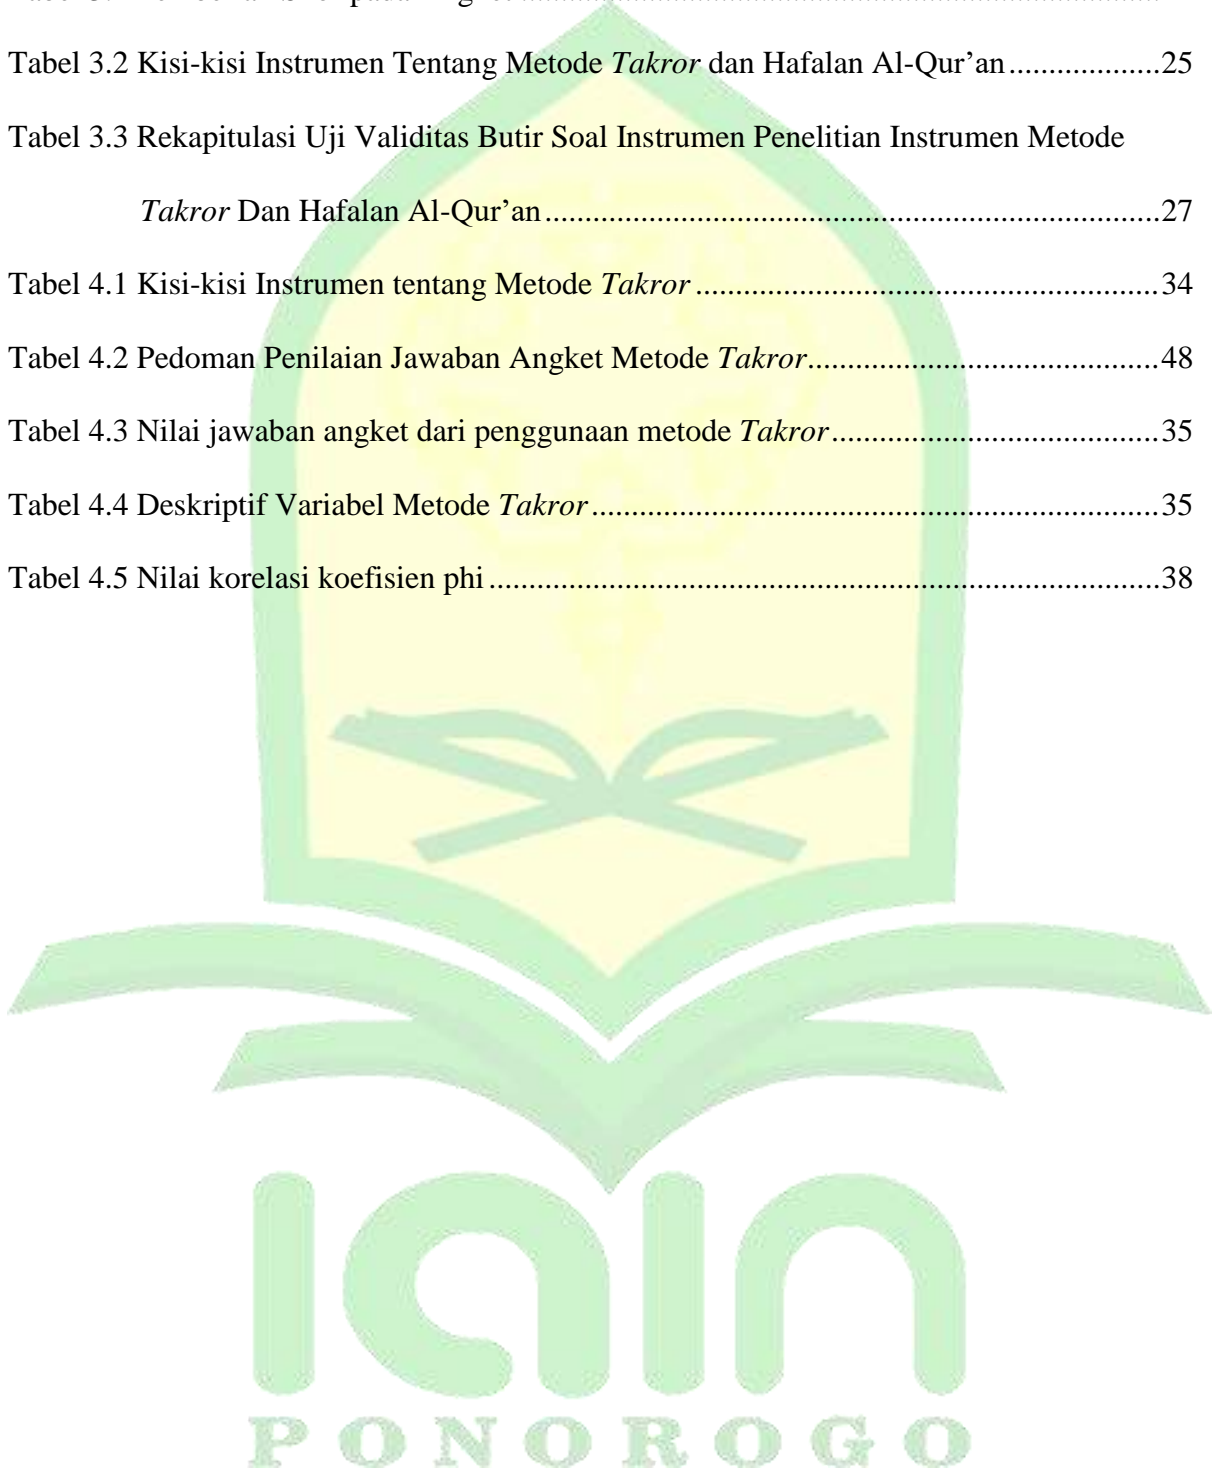 Tabel 3.2 Kisi-kisi Instrumen Tentang Metode Takror dan Hafalan Al-Qur’an...................25
Tabel 3.3 Rekapitulasi Uji Validitas Butir Soal Instrumen Penelitian Instrumen Metode
Takror Dan Hafalan Al-Qur’an..............................................................................27
Tabel 4.1 Kisi-kisi Instrumen tentang Metode Takror ..........................................................34
Tabel 4.2 Pedoman Penilaian Jawaban Angket Metode Takror............................................48
Tabel 4.3 Nilai jawaban angket dari penggunaan metode Takror.........................................35
Tabel 4.4 Deskriptif Variabel Metode Takror.......................................................................35
Tabel 4.5 Nilai korelasi koefisien phi....................................................................................38
IAIN
PONOROGO